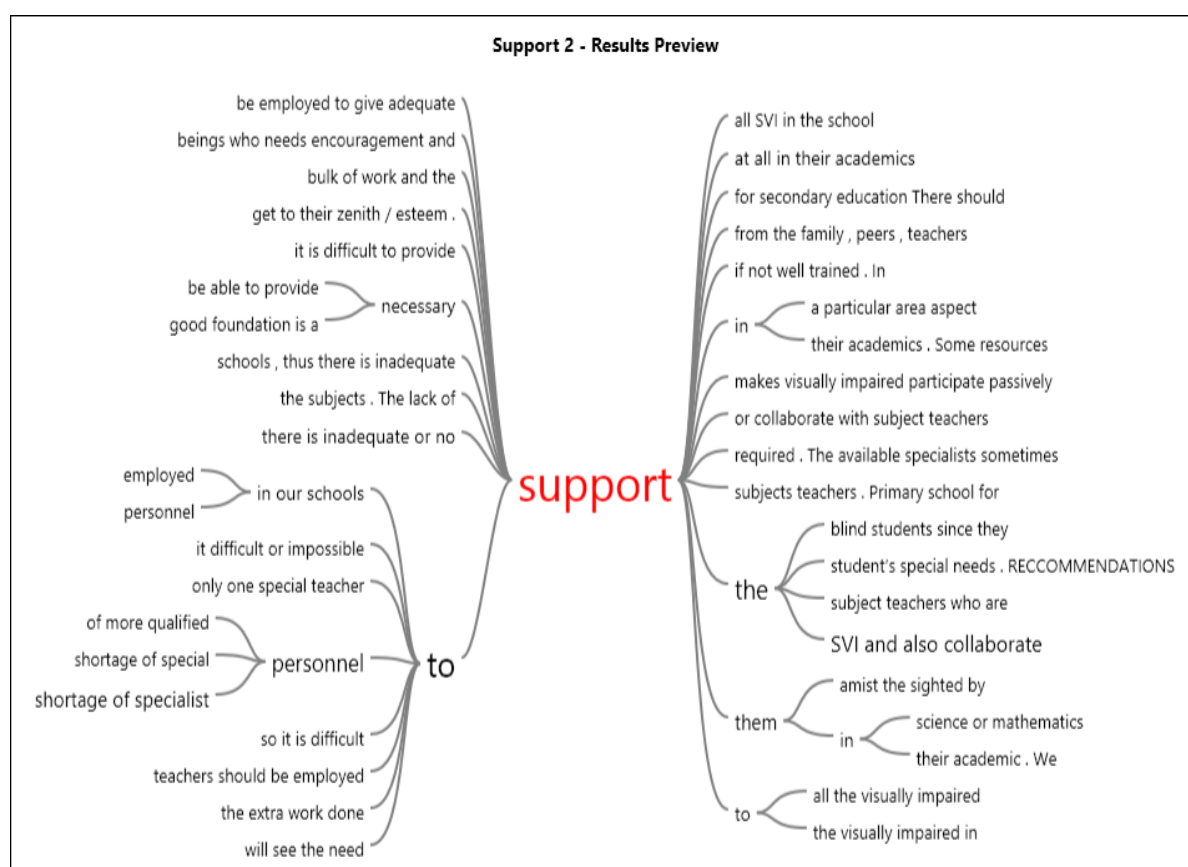 Support 2 - Results Preview
be employed to give adequate
beings who needs encouragement and
bulk of work and the
get to their zenith / esteem .
it is difficult to provide
be able to provide
good foundation is a
necessary
schools , thus there is inadequate
the subjects . The lack of
there is inadequate or no
employed
personnel
in our schools
it difficult or impossible
only one special teacher
of more qualified
shortage of special
shortage of specialist
personnel
so it is difficult
teachers should be employed
the extra work done
will see the need
to
support
all SVI in the school
at all in their academics
for secondary education There should
from the family , peers , teachers
if not well trained . In
in
a particular area aspect
their academics . Some resources
makes visually impaired participate passively
or collaborate with subject teachers
required . The available specialists sometimes
subjects teachers . Primary school for
the
blind students since they
student's special needs . RECCOMMENDATIONS
subject teachers who are
SVI and also collaborate
them
amist the sighted by
in
science or mathematics
their academic . We
to
all the visually impaired
the visually impaired in